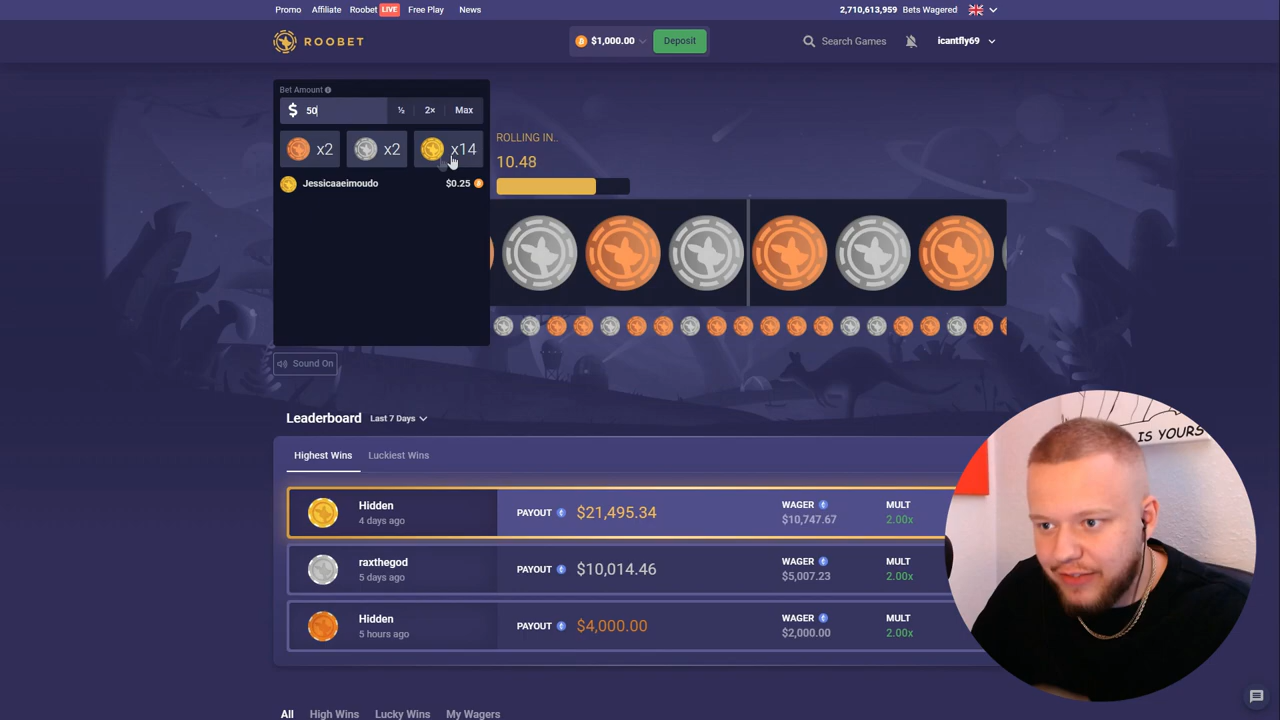 Promo Affiliate Roobet LIVE Free Play News 2,710,613,959 Bets Wagered
ROOBET $1,000.00 Deposit Search Games icantfly69
Bet Amount
$ 50 ½ 2× Max
x2 x2 x14
Jessicaaeimoudo $0.25
ROLLING IN..
10.48
Sound On
Leaderboard Last 7 Days
Highest Wins Luckiest Wins
Hidden
4 days ago
PAYOUT $21,495.34
WAGER
$10,747.67
MULT
2.00x
raxthegod
5 days ago
PAYOUT $10,014.46
WAGER
$5,007.23
MULT
2.00x
Hidden
5 hours ago
PAYOUT $4,000.00
WAGER
$2,000.00
MULT
2.00x
IS YOURS
All High Wins Lucky Wins My Wagers